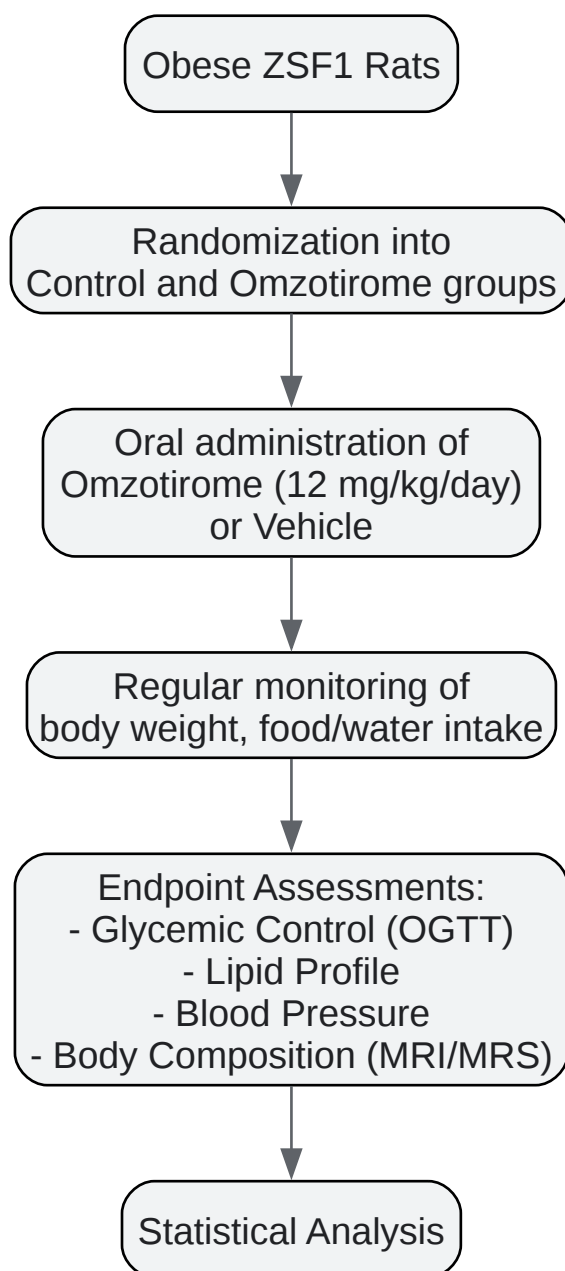 Obese ZSF1 Rats
Randomization into
Control and Omzotirome groups
Oral administration of
Omzotirome (12 mg/kg/day)
or Vehicle
Regular monitoring of
body weight, food/water intake
Endpoint Assessments:
- Glycemic Control (OGTT)
- Lipid Profile
- Blood Pressure
- Body Composition (MRI/MRS)
Statistical Analysis